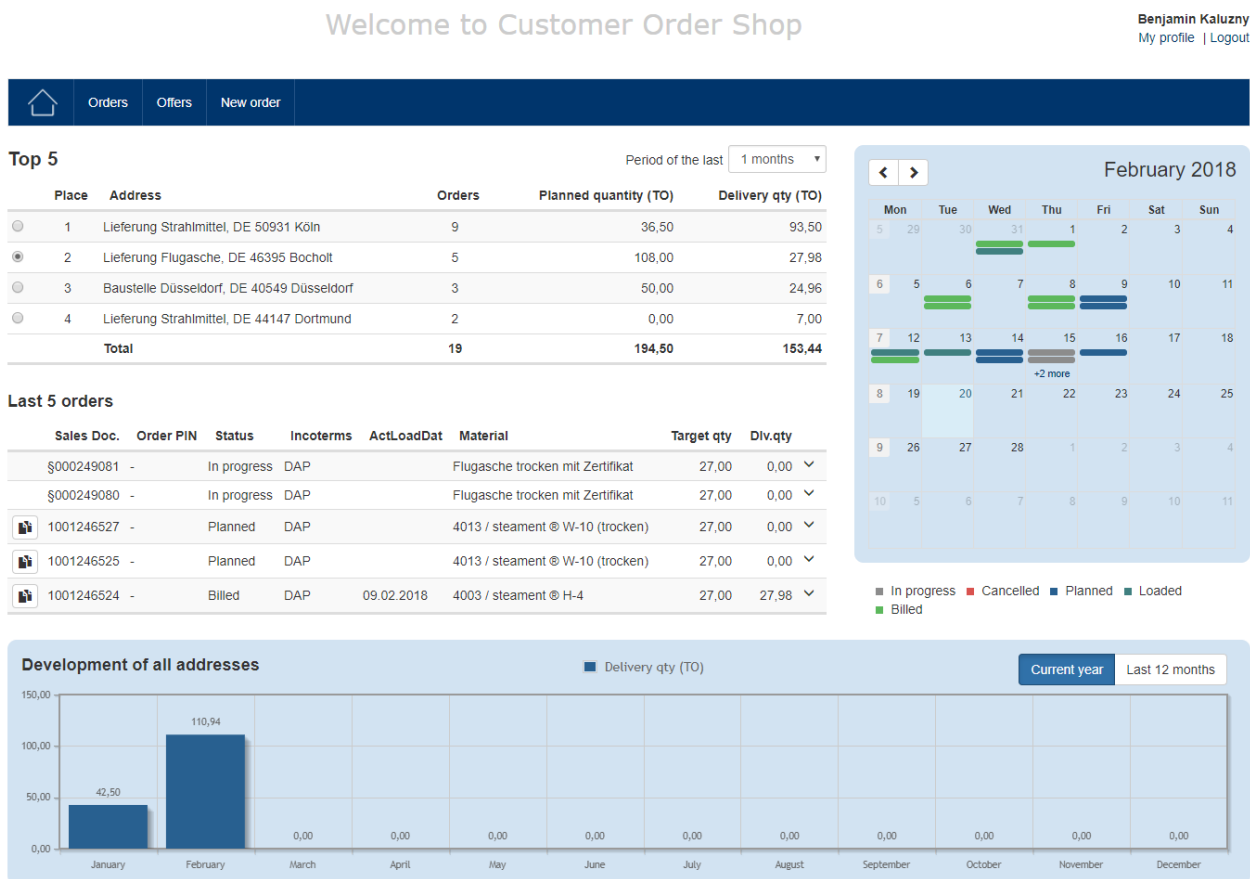 Welcome to Customer Order Shop
Benjamin Kaluzny
My profile | Logout
Orders Offers New order
Top 5
Period of the last 1 months
Place Address Orders Planned quantity (TO) Delivery qty (TO)
1 Lieferung Strahlmittel, DE 50931 Köln 9 36,50 93,50
2 Lieferung Flugasche, DE 46395 Bocholt 5 108,00 27,98
3 Baustelle Düsseldorf, DE 40549 Düsseldorf 3 50,00 24,96
4 Lieferung Strahlmittel, DE 44147 Dortmund 2 0,00 7,00
Total 19 194,50 153,44
Last 5 orders
Sales Doc. Order PIN Status Incoterms ActLoadDat Material Target qty Dlv.qty
§000249081 - In progress DAP Flugasche trocken mit Zertifikat 27,00 0,00
§000249080 - In progress DAP Flugasche trocken mit Zertifikat 27,00 0,00
1001246527 - Planned DAP 4013 / steament ® W-10 (trocken) 27,00 0,00
1001246525 - Planned DAP 4013 / steament ® W-10 (trocken) 27,00 0,00
1001246524 - Billed DAP 09.02.2018 4003 / steament ® H-4 27,00 27,98
February 2018
Mon Tue Wed Thu Fri Sat Sun
5 29 30 31 1 2 3 4
6 5 6 7 8 9 10 11
7 12 13 14 15 16 17 18
+2 more
8 19 20 21 22 23 24 25
9 26 27 28 1 2 3 4
10 5 6 7 8 9 10 11
In progress Cancelled Planned Loaded
Billed
Development of all addresses
Delivery qty (TO)
Current year Last 12 months
150,00
110,94
100,00
50,00
42,50
0,00 0,00 0,00 0,00 0,00 0,00 0,00 0,00 0,00 0,00
0,00
January February March April May June July August September October November December